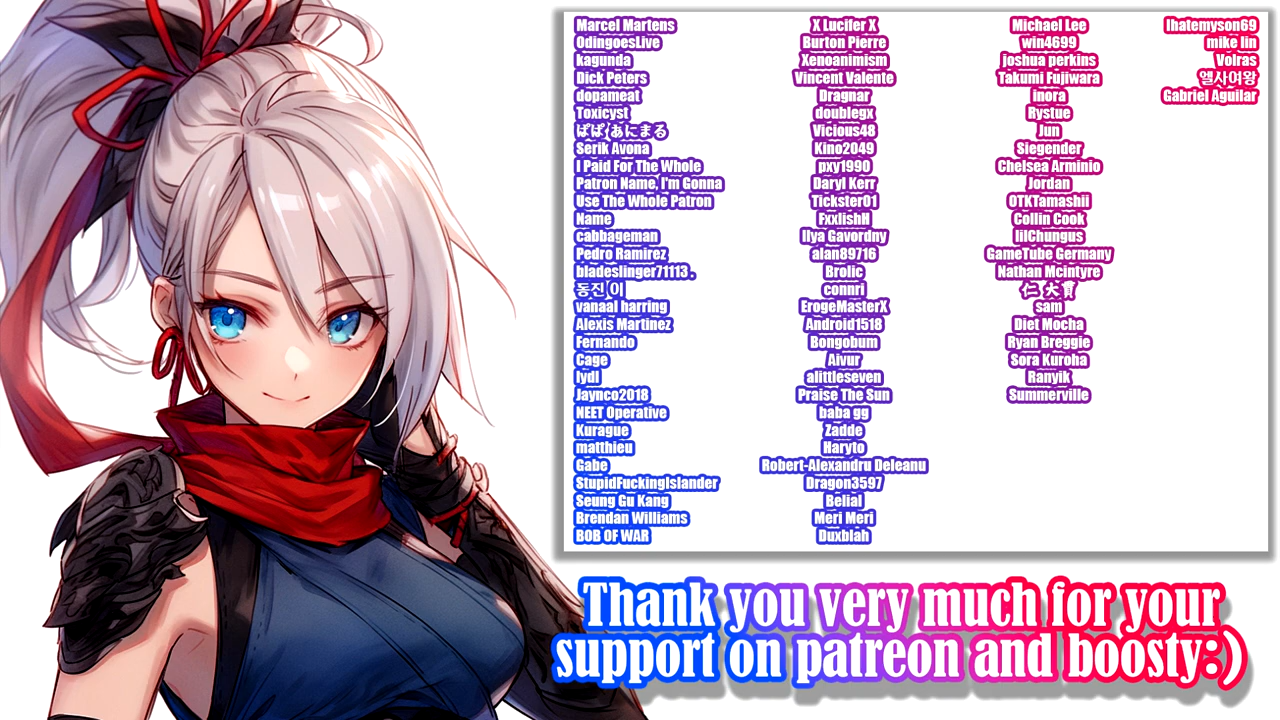 Marcel Martens
OdingoesLive
kagunda
Dick Peters
dopameat
Toxicyst
ぱぱ あにまる
Serik Avona
I Paid For The Whole
Patron Name, I'm Gonna
Use The Whole Patron
Name
cabbageman
Pedro Ramirez
bladeslinger71113 .
동진 이
vanaal harring
Alexis Martinez
Fernando
Cage
lydl
Jaynco2018
NEET Operative
Kurague
matthieu
Gabe
StupidFuckingIslander
Seung Gu Kang
Brendan Williams
BOB OF WAR
X Lucifer X
Burton Pierre
Xenoanimism
Vincent Valente
Dragnar
doublegx
Vicious48
Kino2049
pxy1990
Daryl Kerr
Tickster01
FxxlishH
Ilya Gavordny
alan89716
Brolic
connri
ErogeMasterX
Android1518
Bongobum
Aivur
alittleseven
Praise The Sun
baba gg
Zadde
Haryto
Robert-Alexandru Deleanu
Dragon3597
Belial
Meri Meri
Duxblah
Michael Lee
win4699
joshua perkins
Takumi Fujiwara
inora
Rystue
Jun
Siegender
Chelsea Arminio
Jordan
OTKTamashii
Collin Cook
lilChungus
GameTube Germany
Nathan Mcintyre
仁 大
sam
Diet Mocha
Ryan Breggie
Sora Kuroha
Ranyik
Summerville
Ihatemyson69
mike lin
Volras
엘사여왕
Gabriel Aguilar
Thank you very much for your
support on patreon and boosty:)